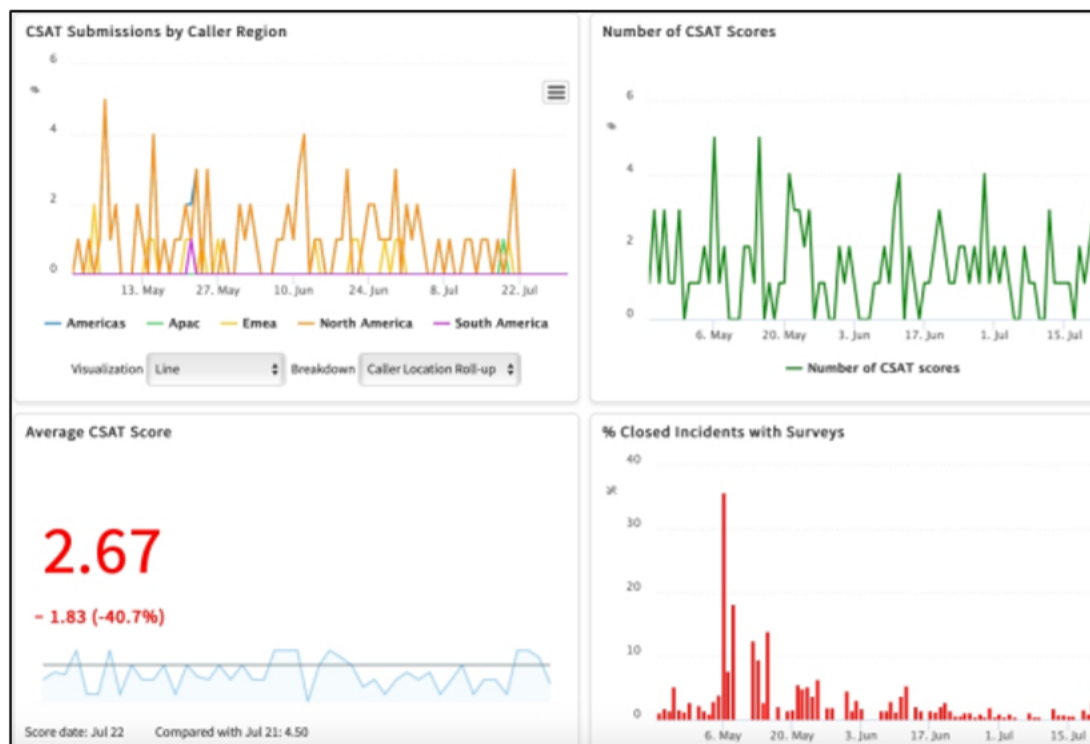 CSAT Submissions by Caller Region
6
#
4
2
0
13. May 27. May 10. Jun 24. Jun 8. Jul 22. Jul
Americas Apac Emea North America South America
Visualization Line Breakdown Caller Location Roll-up
Number of CSAT Scores
6
#
4
2
0
6. May 20. May 3. Jun 17. Jun 1. Jul 15. Jul
Number of CSAT scores
Average CSAT Score
2.67
− 1.83 (-40.7%)
Score date: Jul 22 Compared with Jul 21: 4.50
% Closed Incidents with Surveys
40
%
30
20
10
0
6. May 20. May 3. Jun 17. Jun 1. Jul 15. Jul